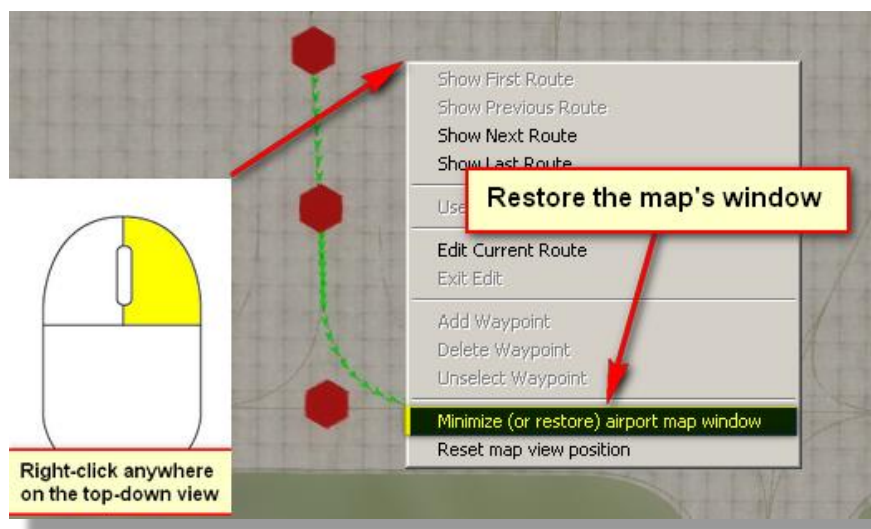 Show First Route
Show Previous Route
Show Next Route
Show Last Route
Use
Restore the map's window
Edit Current Route
Exit Edit
Add Waypoint
Delete Waypoint
Unselect Waypoint
Minimize (or restore) airport map window
Reset map view position
Right-click anywhere
on the top-down view